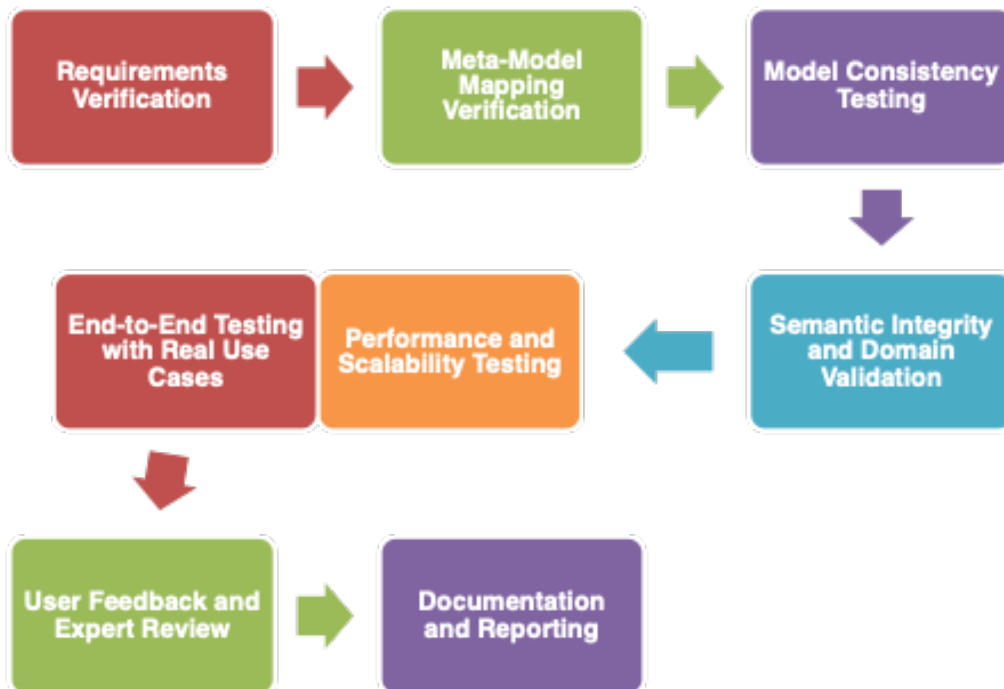 Requirements
Verification
Meta-Model
Mapping
Verification
Model Consistency
Testing
Semantic Integrity
and Domain
Validation
Performance and
Scalability Testing
End-to-End Testing
with Real Use
Cases
User Feedback and
Expert Review
Documentation
and Reporting